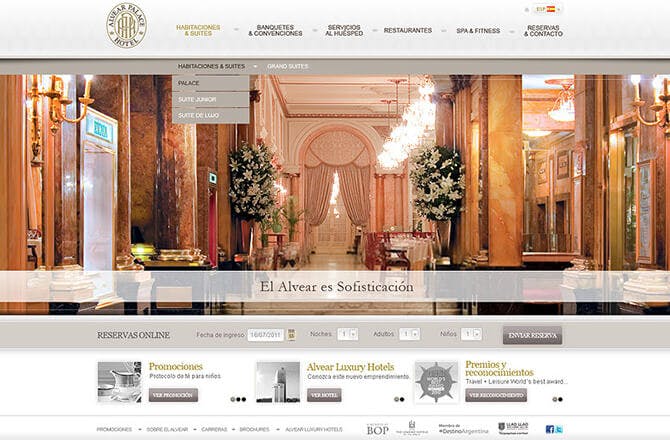 ALVEAR PALACE
HOTEL
ESP
HABITACIONES
& SUITES
BANQUETES
& CONVENCIONES
SERVICIOS
AL HUÉSPED
RESTAURANTES
SPA & FITNESS
RESERVAS
& CONTACTO
HABITACIONES & SUITES
GRAND SUITES
PALACE
SUITE JUNIOR
SUITE DE LUJO
El Alvear es Sofisticación
RESERVAS ONLINE
Fecha de ingreso
16/07/2011
Noches:
1
Adultos:
1
Niños:
1
ENVIAR RESERVA
Promociones
Protocolo de té para niños.
VER PROMOCIÓN
Alvear Luxury Hotels
Conozca este nuevo emprendimiento.
VER HOTEL
Premios y
reconocimientos
Travel + Leisure World's best award...
VER RECONOCIMIENTO
PROMOCIONES
SOBRE EL ALVEAR
CARRERAS
BROCHURES
ALVEAR LUXURY HOTELS
BOP
Miembro de
DestinoArgentina
LLAO LLAO